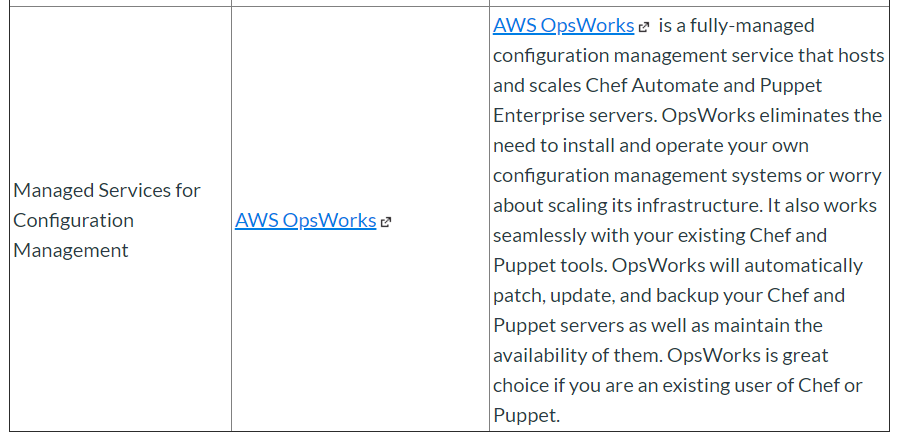 Managed Services for
Configuration
Management
AWS OpsWorks
AWS OpsWorks is a fully-managed
configuration management service that hosts
and scales Chef Automate and Puppet
Enterprise servers. OpsWorks eliminates the
need to install and operate your own
configuration management systems or worry
about scaling its infrastructure. It also works
seamlessly with your existing Chef and
Puppet tools. OpsWorks will automatically
patch, update, and backup your Chef and
Puppet servers as well as maintain the
availability of them. OpsWorks is great
choice if you are an existing user of Chef or
Puppet.